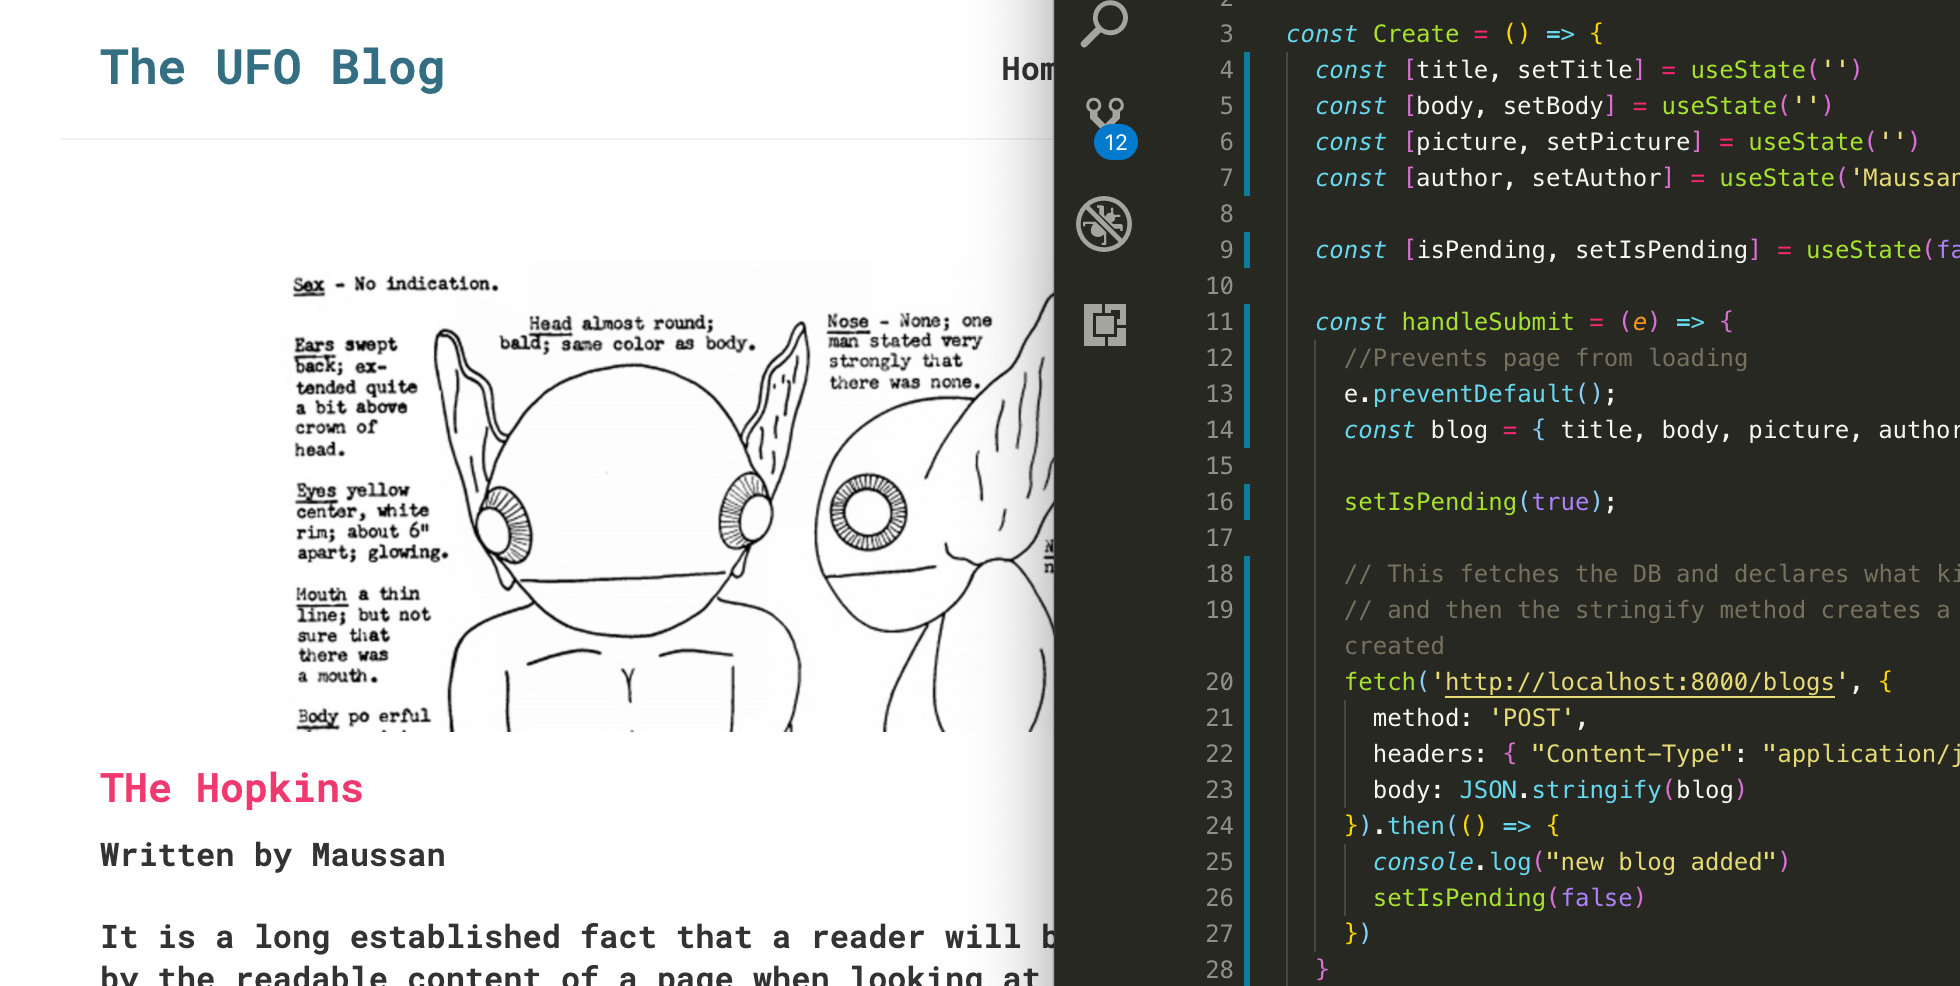 The UFO Blog
Sex - No indication.
Head almost round;
bald; same color as body.
Nose - None; one
man stated very
strongly that
there was none.
Ears swept
back; ex-
tended quite
a bit above
crown of
head.
Eyes yellow
center, white
rim; about 6"
apart; glowing.
Mouth a thin
line; but not
sure that
there was
a mouth.
Body po erful
THe Hopkins
Written by Maussan
It is a long established fact that a reader will
by the readable content of a page when looking at
12
2
3 const Create = () => {
4 const [title, setTitle] = useState('')
5 const [body, setBody] = useState('')
6 const [picture, setPicture] = useState('')
7 const [author, setAuthor] = useState('Maussan
8
9 const [isPending, setIsPending] = useState(fa
10
11 const handleSubmit = (e) => {
12 //Prevents page from loading
13 e.preventDefault();
14 const blog = { title, body, picture, author
15
16 setIsPending(true);
17
18 // This fetches the DB and declares what ki
19 // and then the stringify method creates a
created
20 fetch('http://localhost:8000/blogs', {
21 method: 'POST',
22 headers: { "Content-Type": "application/j
23 body: JSON.stringify(blog)
24 }).then(() => {
25 console.log("new blog added")
26 setIsPending(false)
27 })
28 }